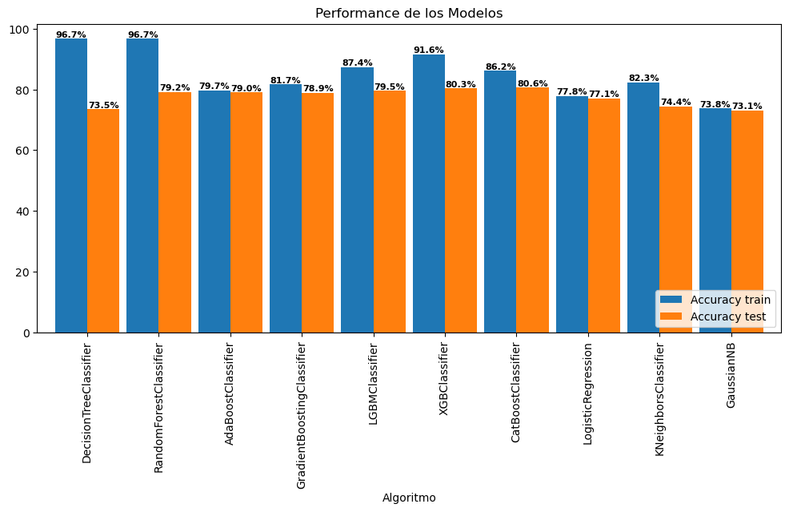 Performance de los Modelos
100
80
60
40
20
0
96.7%
73.5%
96.7%
79.2%
79.7%
79.0%
81.7%
78.9%
87.4%
79.5%
91.6%
80.3%
86.2%
80.6%
77.8%
77.1%
82.3%
74.4%
73.8%
73.1%
Accuracy train
Accuracy test
DecisionTreeClassifier
RandomForestClassifier
AdaBoostClassifier
GradientBoostingClassifier
LGBMClassifier
XGBClassifier
CatBoostClassifier
LogisticRegression
KNeighborsClassifier
GaussianNB
Algoritmo